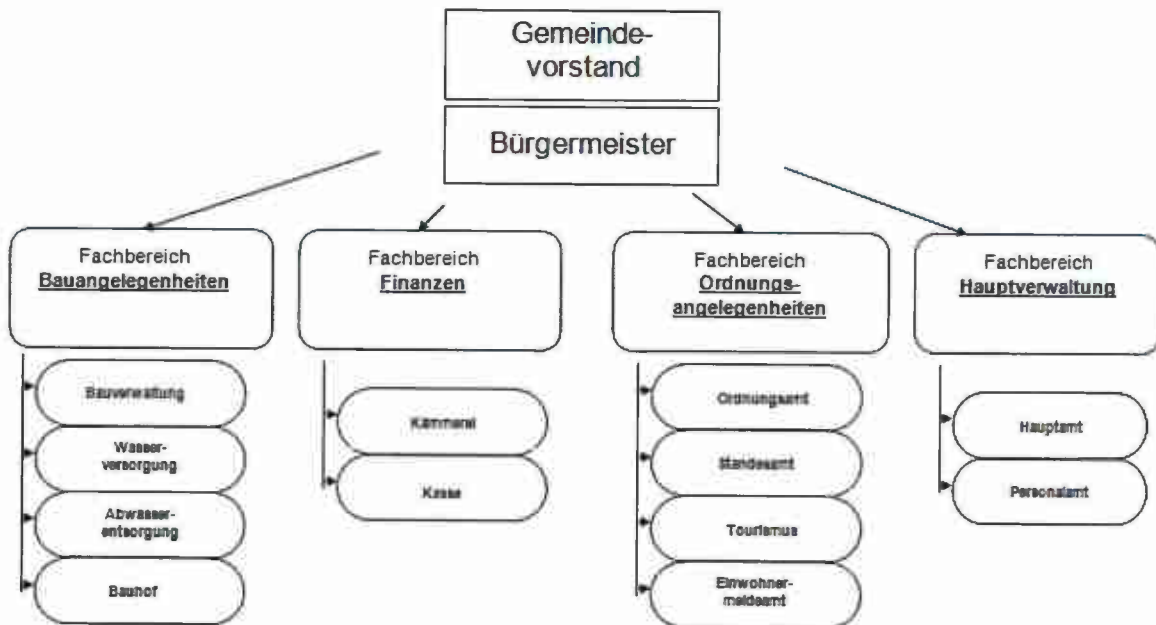 Gemeinde-
vorstand
Bürgermeister
Fachbereich
Bauangelegenheiten
Bauverwaltung
Wasser-
versorgung
Abwasser-
entsorgung
Bauhof
Fachbereich
Finanzen
Kämmerei
Kasse
Fachbereich
Ordnungs-
angelegenheiten
Ordnungsamt
Standesamt
Tourismus
Einwohner-
meldeamt
Fachbereich
Hauptverwaltung
Hauptamt
Personalamt